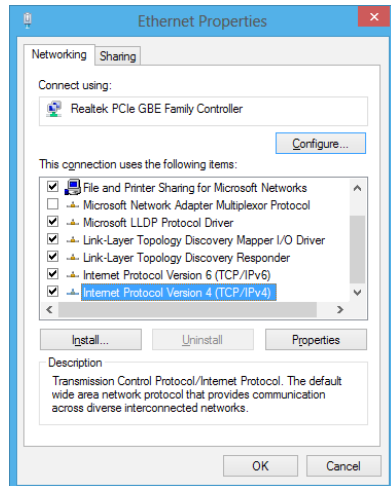 Ethernet Properties
Networking
Sharing
Connect using:
Realtek PCIe GBE Family Controller
Configure...
This connection uses the following items:
File and Printer Sharing for Microsoft Networks
Microsoft Network Adapter Multiplexor Protocol
Microsoft LLDP Protocol Driver
Link-Layer Topology Discovery Mapper I/O Driver
Link-Layer Topology Discovery Responder
Internet Protocol Version 6 (TCP/IPv6)
Internet Protocol Version 4 (TCP/IPv4)
Install...
Uninstall
Properties
Description
Transmission Control Protocol/Internet Protocol. The default
wide area network protocol that provides communication
across diverse interconnected networks.
OK
Cancel